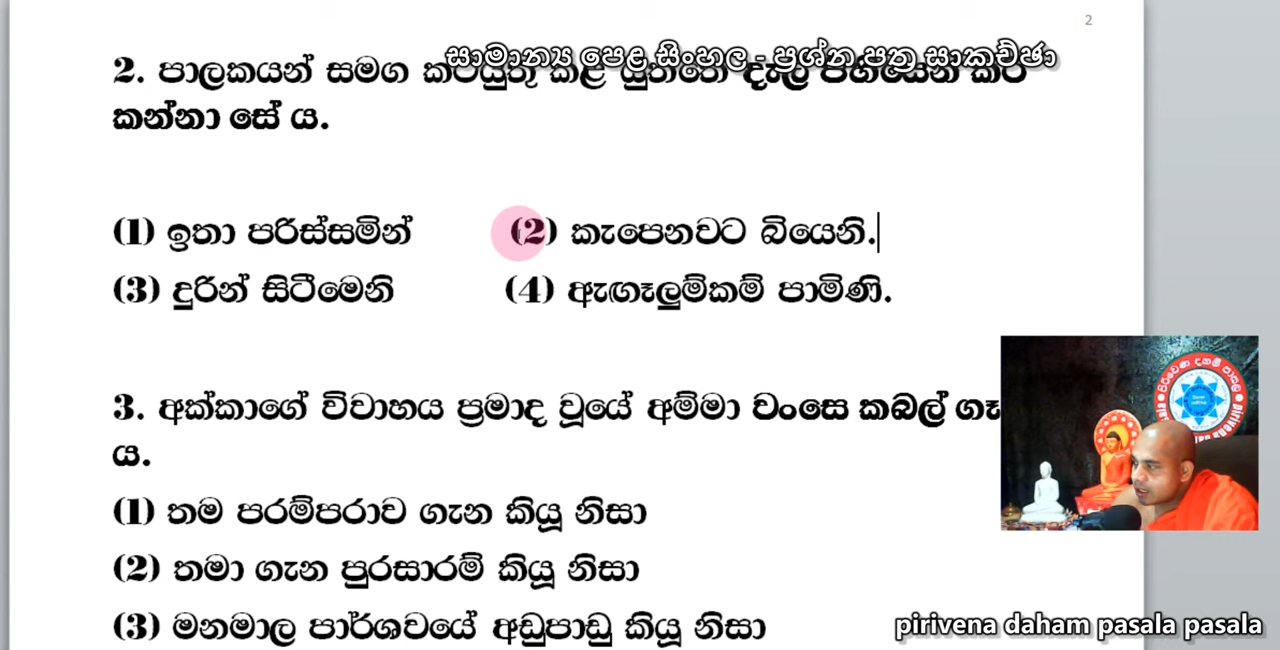 2
සාමාන්‍ය පෙළ සිංහල - ප්‍රශ්න පත්‍ර සාකච්ඡා
2. පාලකයන් සමග කටයුතු කළ යුත්තේ දැලි පිහියෙන් කිරි
කන්නා සේ ය.
(1) ඉතා පරිස්සමින් (2) කැපෙනවට බියෙනි.
(3) දුරින් සිටීමෙනි (4) ඇඟෑලුම්කම් පාමිණි.
3. අක්කාගේ විවාහය ප්‍රමාද වූයේ අම්මා වංසෙ කබල් ගෑ
ය.
(1) තම පරම්පරාව ගැන කියූ නිසා
(2) තමා ගැන පුරසාරම් කියූ නිසා
(3) මනමාල පාර්ශවයේ අඩුපාඩු කියූ නිසා
pirivena daham pasala pasala